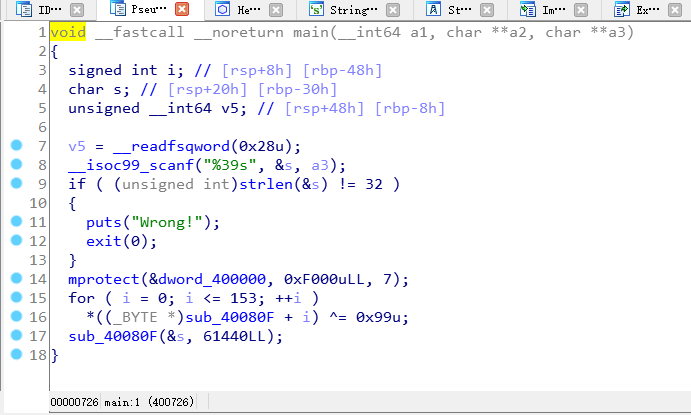 ID⋯
Pseu⋯
He⋯
's' String⋯
A St⋯
Im⋯
Ex⋯
1 void __fastcall __noreturn main(__int64 a1, char **a2, char **a3)
2 {
3 signed int i; // [rsp+8h] [rbp-48h]
4 char s; // [rsp+20h] [rbp-30h]
5 unsigned __int64 v5; // [rsp+48h] [rbp-8h]
6
7 v5 = __readfsqword(0x28u);
8 __isoc99_scanf("%39s", &s, a3);
9 if ( (unsigned int)strlen(&s) != 32 )
10 {
11 puts("Wrong!");
12 exit(0);
13 }
14 mprotect(&dword_400000, 0xF000uLL, 7);
15 for ( i = 0; i <= 153; ++i )
16 *((_BYTE *)sub_40080F + i) ^= 0x99u;
17 sub_40080F(&s, 61440LL);
18 }
00000726 main:1 (400726)